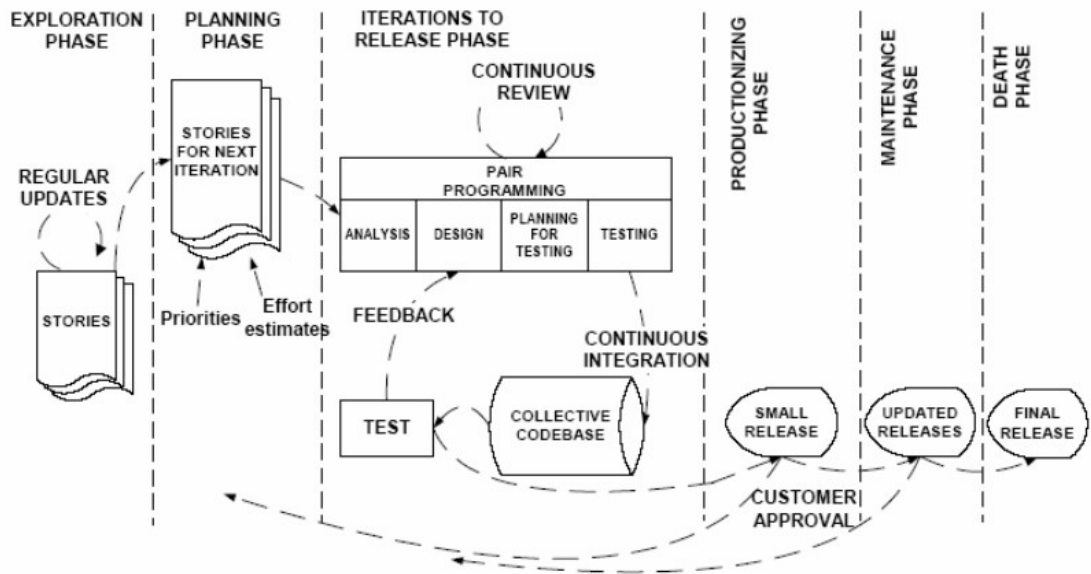 EXPLORATION
PHASE
PLANNING
PHASE
ITERATIONS TO
RELEASE PHASE
PRODUCTIONIZING
PHASE
MAINTENANCE
PHASE
DEATH
PHASE
REGULAR
UPDATES
STORIES
STORIES
FOR NEXT
ITERATION
Priorities
Effort
estimates
CONTINUOUS
REVIEW
PAIR
PROGRAMMING
ANALYSIS
DESIGN
PLANNING
FOR
TESTING
TESTING
FEEDBACK
CONTINUOUS
INTEGRATION
TEST
COLLECTIVE
CODEBASE
SMALL
RELEASE
UPDATED
RELEASES
FINAL
RELEASE
CUSTOMER
APPROVAL